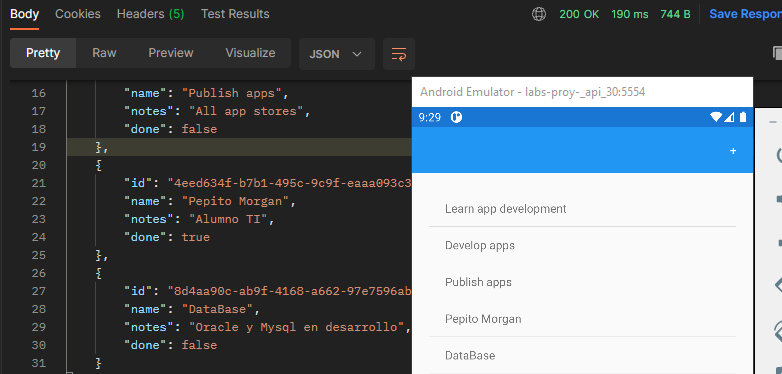 Body Cookies Headers (5) Test Results 200 OK 190 ms 744 B Save Respon
Pretty Raw Preview Visualize JSON
16 "name": "Publish apps",
17 "notes": "All app stores",
18 "done": false
19 },
20 {
21 "id": "4eed634f-b7b1-495c-9c9f-eaaa093c3
22 "name": "Pepito Morgan",
23 "notes": "Alumno TI",
24 "done": true
25 },
26 {
27 "id": "8d4aa90c-ab9f-4168-a662-97e7596ab
28 "name": "DataBase",
29 "notes": "Oracle y Mysql en desarrollo",
30 "done": false
31 }
Android Emulator - labs-proy-_api_30:5554
9:29
+
Learn app development
Develop apps
Publish apps
Pepito Morgan
DataBase